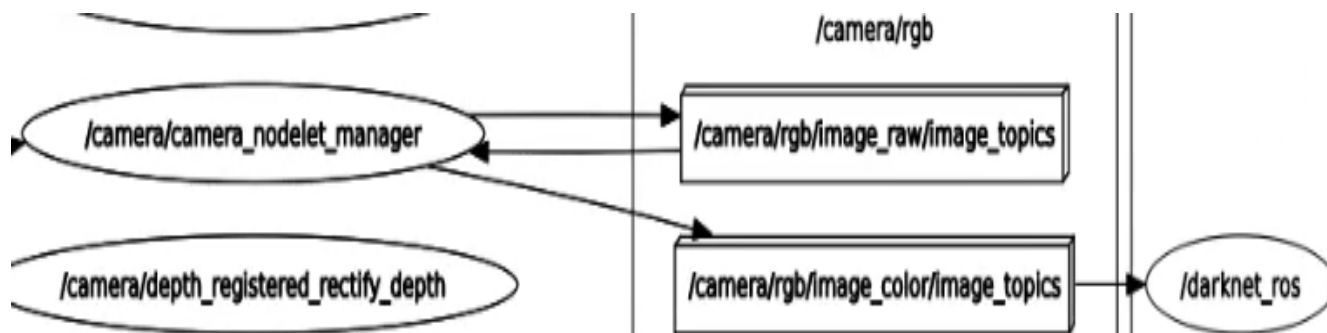 /camera/rgb
/camera/camera_nodelet_manager
/camera/rgb/image_raw/image_topics
/camera/depth_registered_rectify_depth
/camera/rgb/image_color/image_topics
/darknet_ros